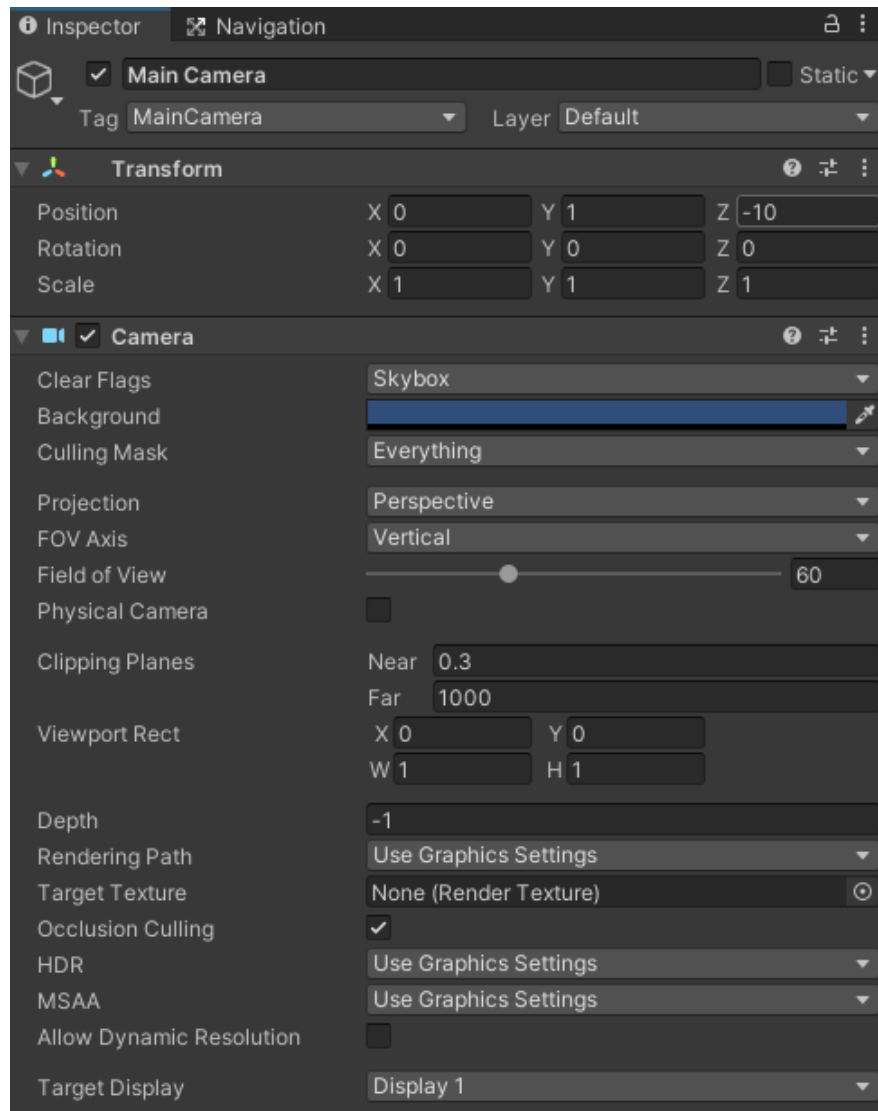 Inspector Navigation
Main Camera Static
Tag MainCamera Layer Default
Transform
Position X 0 Y 1 Z -10
Rotation X 0 Y 0 Z 0
Scale X 1 Y 1 Z 1
Camera
Clear Flags Skybox
Background
Culling Mask Everything
Projection Perspective
FOV Axis Vertical
Field of View 60
Physical Camera
Clipping Planes Near 0.3
Far 1000
Viewport Rect X 0 Y 0
W 1 H 1
Depth -1
Rendering Path Use Graphics Settings
Target Texture None (Render Texture)
Occlusion Culling
HDR Use Graphics Settings
MSAA Use Graphics Settings
Allow Dynamic Resolution
Target Display Display 1